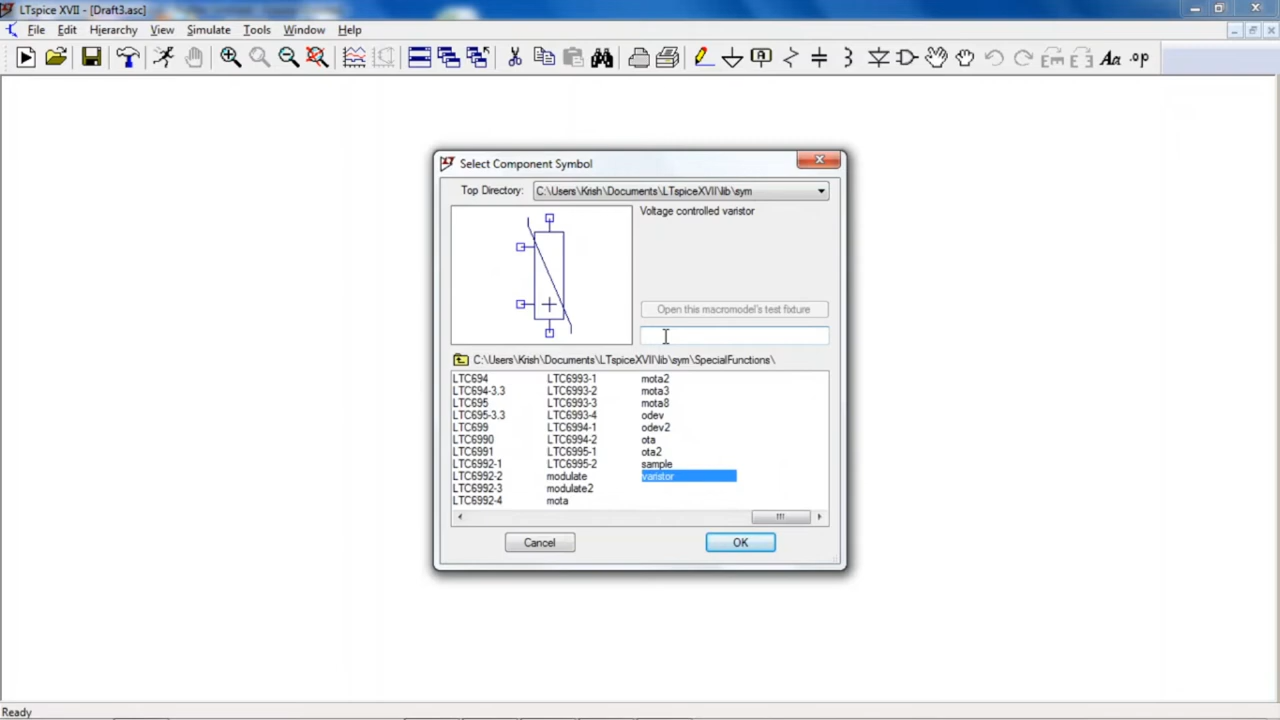 LTspice XVII - [Draft3.asc]
File Edit Hierarchy View Simulate Tools Window Help
Aa .op
Select Component Symbol
Top Directory: C:\Users\Krish\Documents\LTspiceXVII\lib\sym
Voltage controlled varistor
Open this macromodel's test fixture
C:\Users\Krish\Documents\LTspiceXVII\lib\sym\SpecialFunctions\
LTC694 LTC6993-1 mota2
LTC694-3.3 LTC6993-2 mota3
LTC695 LTC6993-3 mota8
LTC695-3.3 LTC6993-4 odev
LTC699 LTC6994-1 odev2
LTC6990 LTC6994-2 ota
LTC6991 LTC6995-1 ota2
LTC6992-1 LTC6995-2 sample
LTC6992-2 modulate varistor
LTC6992-3 modulate2
LTC6992-4 mota
Cancel OK
Ready